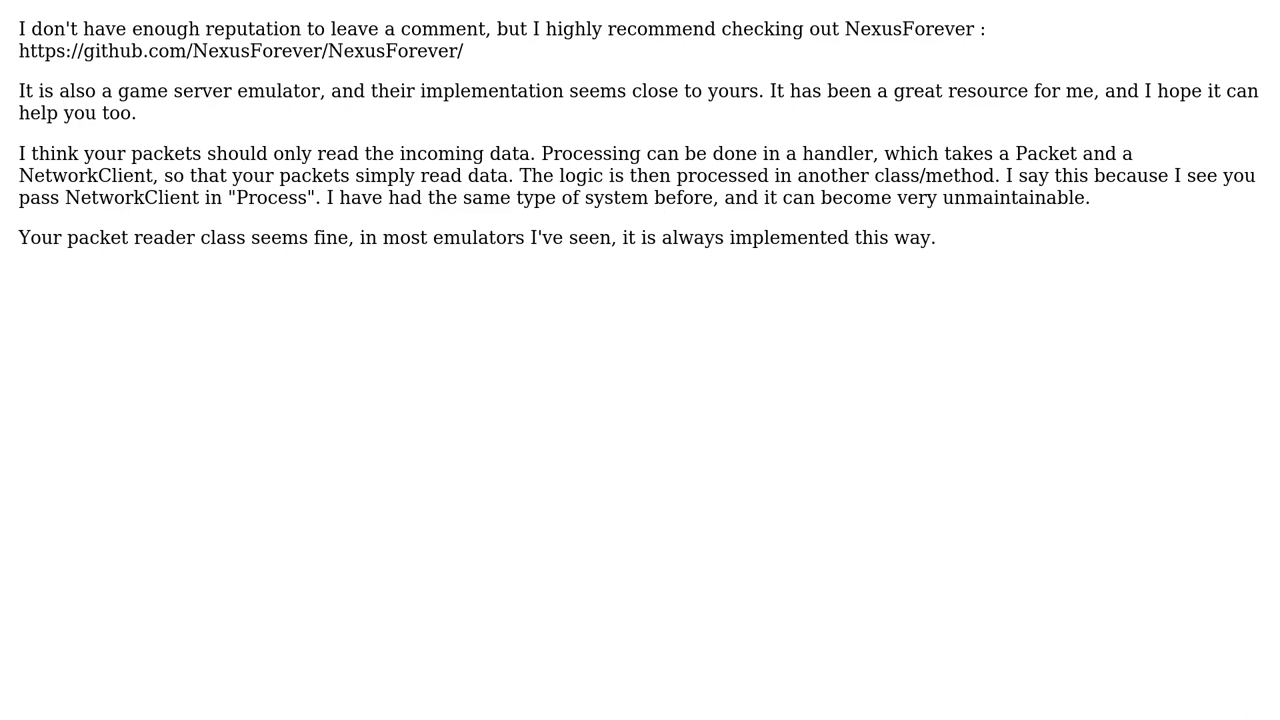 I don't have enough reputation to leave a comment, but I highly recommend checking out NexusForever :
https://github.com/NexusForever/NexusForever/
It is also a game server emulator, and their implementation seems close to yours. It has been a great resource for me, and I hope it can
help you too.
I think your packets should only read the incoming data. Processing can be done in a handler, which takes a Packet and a
NetworkClient, so that your packets simply read data. The logic is then processed in another class/method. I say this because I see you
pass NetworkClient in "Process". I have had the same type of system before, and it can become very unmaintainable.
Your packet reader class seems fine, in most emulators I've seen, it is always implemented this way.